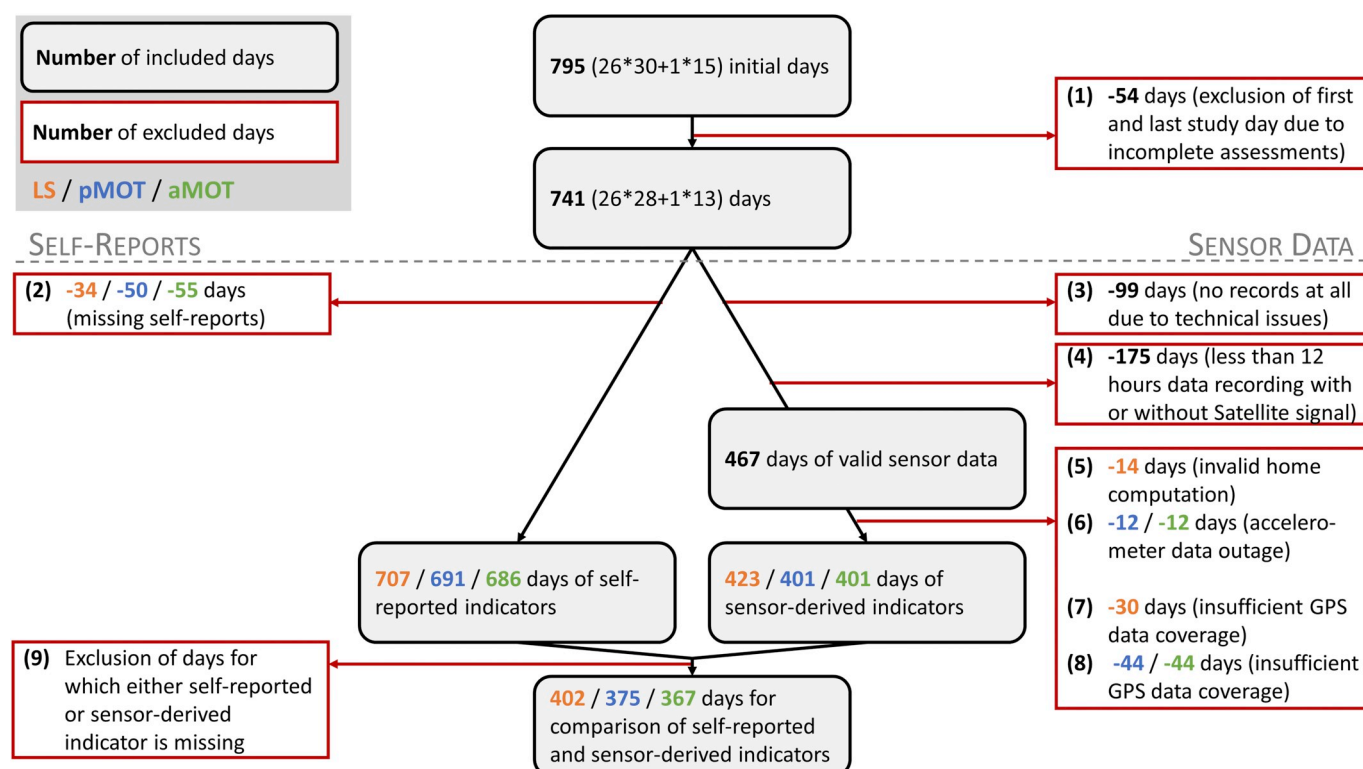 Number of included days
Number of excluded days
LS / pMOT / aMOT
795 (26*30+1*15) initial days
(1) -54 days (exclusion of first
and last study day due to
incomplete assessments)
741 (26*28+1*13) days
SELF-REPORTS
SENSOR DATA
(2) -34 / -50 / -55 days
(missing self-reports)
(3) -99 days (no records at all
due to technical issues)
(4) -175 days (less than 12
hours data recording with
or without Satellite signal)
467 days of valid sensor data
(5) -14 days (invalid home
computation)
(6) -12 / -12 days (accelero-
meter data outage)
(7) -30 days (insufficient GPS
data coverage)
(8) -44 / -44 days (insufficient
GPS data coverage)
707 / 691 / 686 days of self-
reported indicators
423 / 401 / 401 days of
sensor-derived indicators
(9) Exclusion of days for
which either self-reported
or sensor-derived
indicator is missing
402 / 375 / 367 days for
comparison of self-reported
and sensor-derived indicators